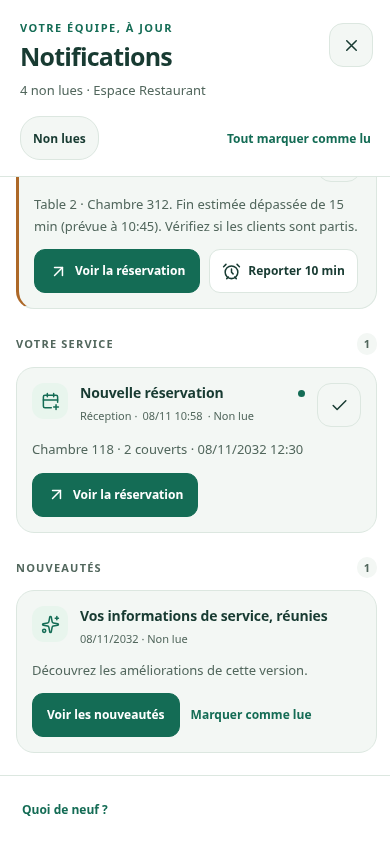 VOTRE ÉQUIPE, À JOUR
Notifications
4 non lues · Espace Restaurant
Non lues
Tout marquer comme lu
Table 2 · Chambre 312. Fin estimée dépassée de 15
min (prévue à 10:45). Vérifiez si les clients sont partis.
Voir la réservation
Reporter 10 min
VOTRE SERVICE
1
Nouvelle réservation
Réception · 08/11 10:58 · Non lue
Chambre 118 · 2 couverts · 08/11/2032 12:30
Voir la réservation
NOUVEAUTÉS
1
Vos informations de service, réunies
08/11/2032 · Non lue
Découvrez les améliorations de cette version.
Voir les nouveautés
Marquer comme lue
Quoi de neuf ?